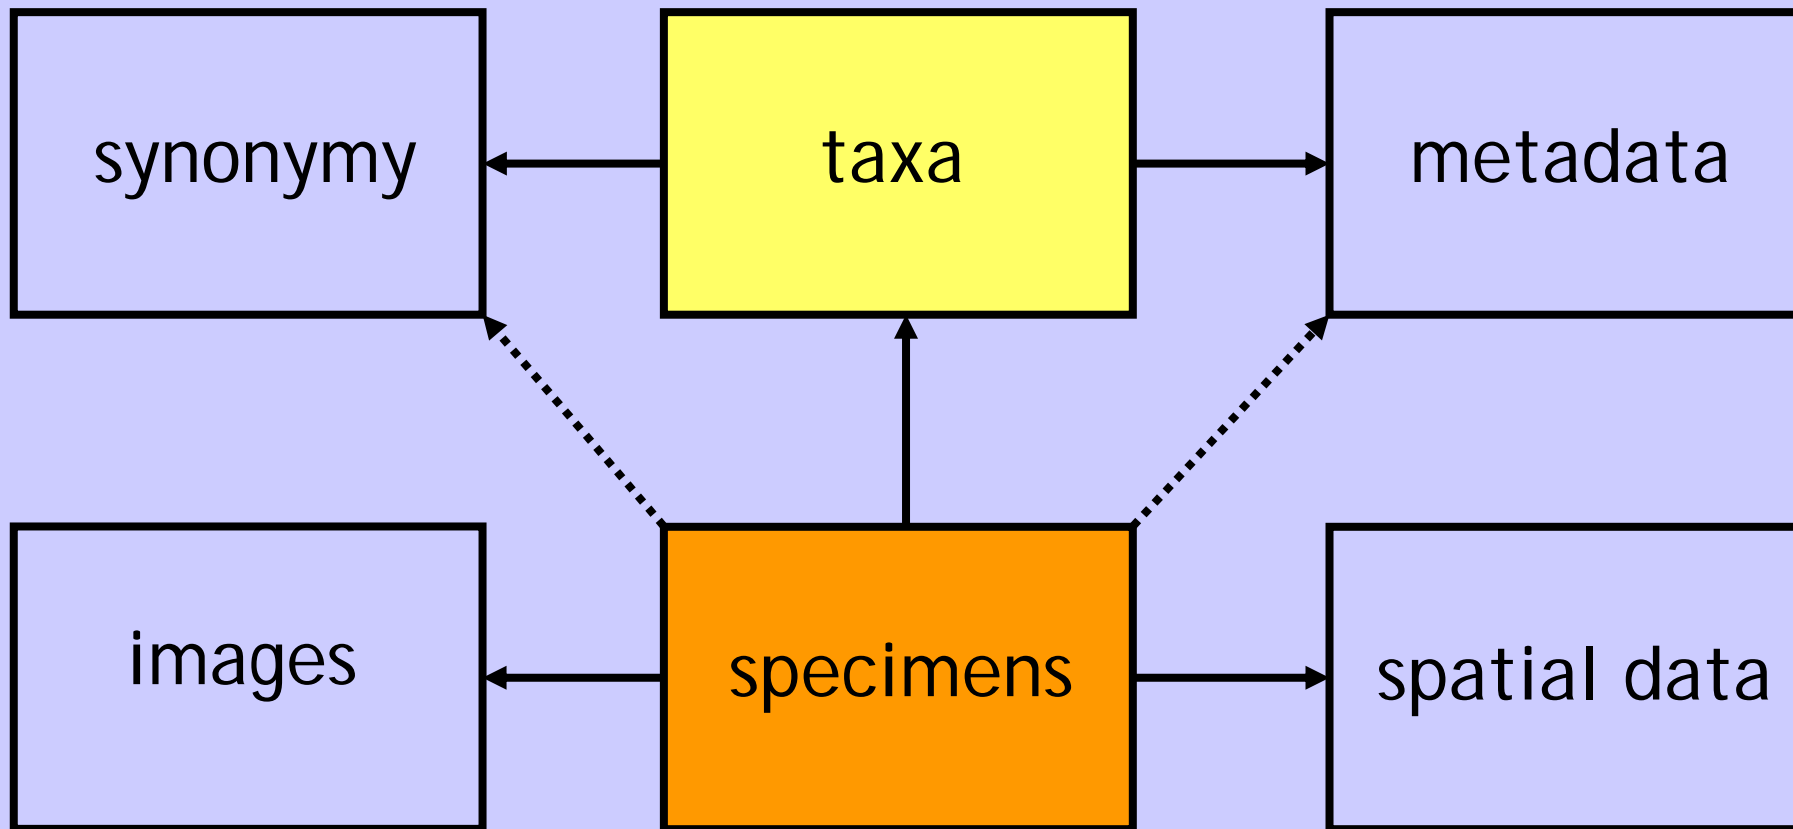 synonymy
taxa
metadata
images
specimens
spatial data